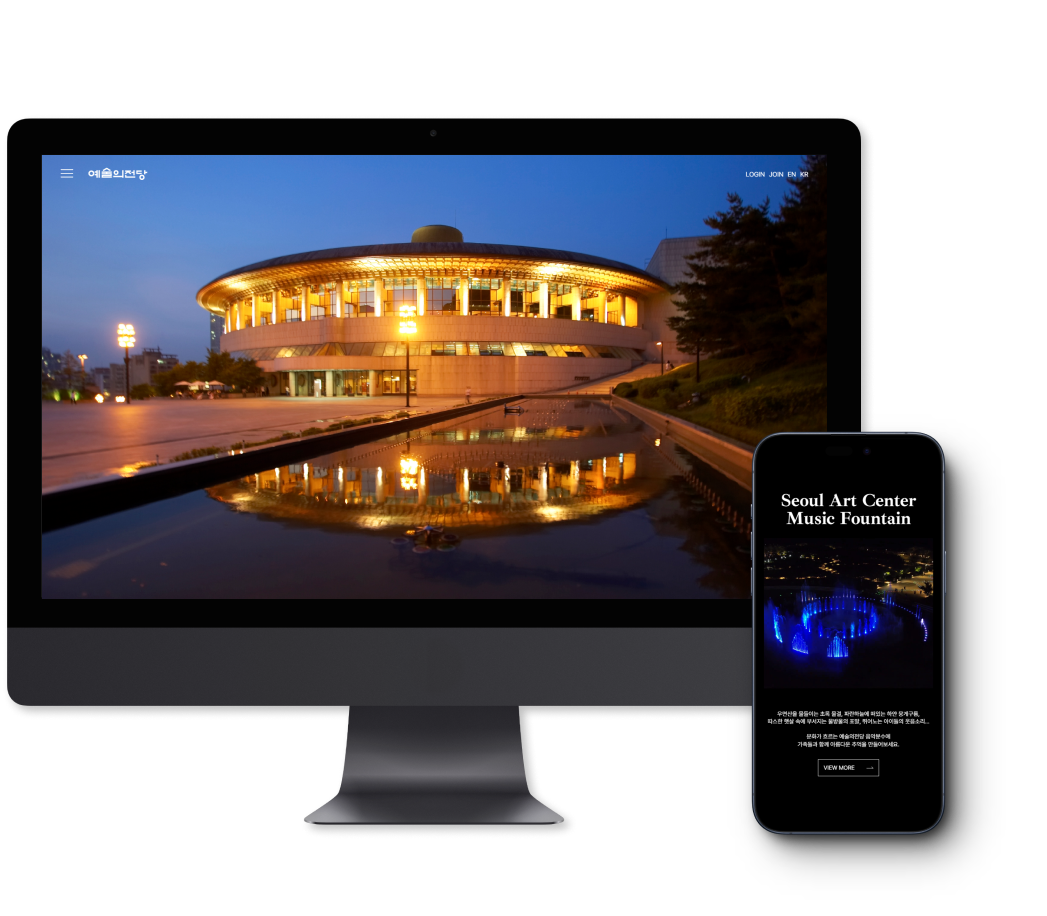 예술의전당
LOGIN JOIN EN KR
Seoul Art Center
Music Fountain
우면산을 물들이는 초록 물결, 파란하늘에 떠있는 하얀 뭉게구름,
따스한 햇살 속에 부서지는 물방울의 포말, 뛰어노는 아이들의 웃음소리...
문화가 흐르는 예술의전당 음악분수에
가족들과 함께 아름다운 추억을 만들어보세요.
VIEW MORE